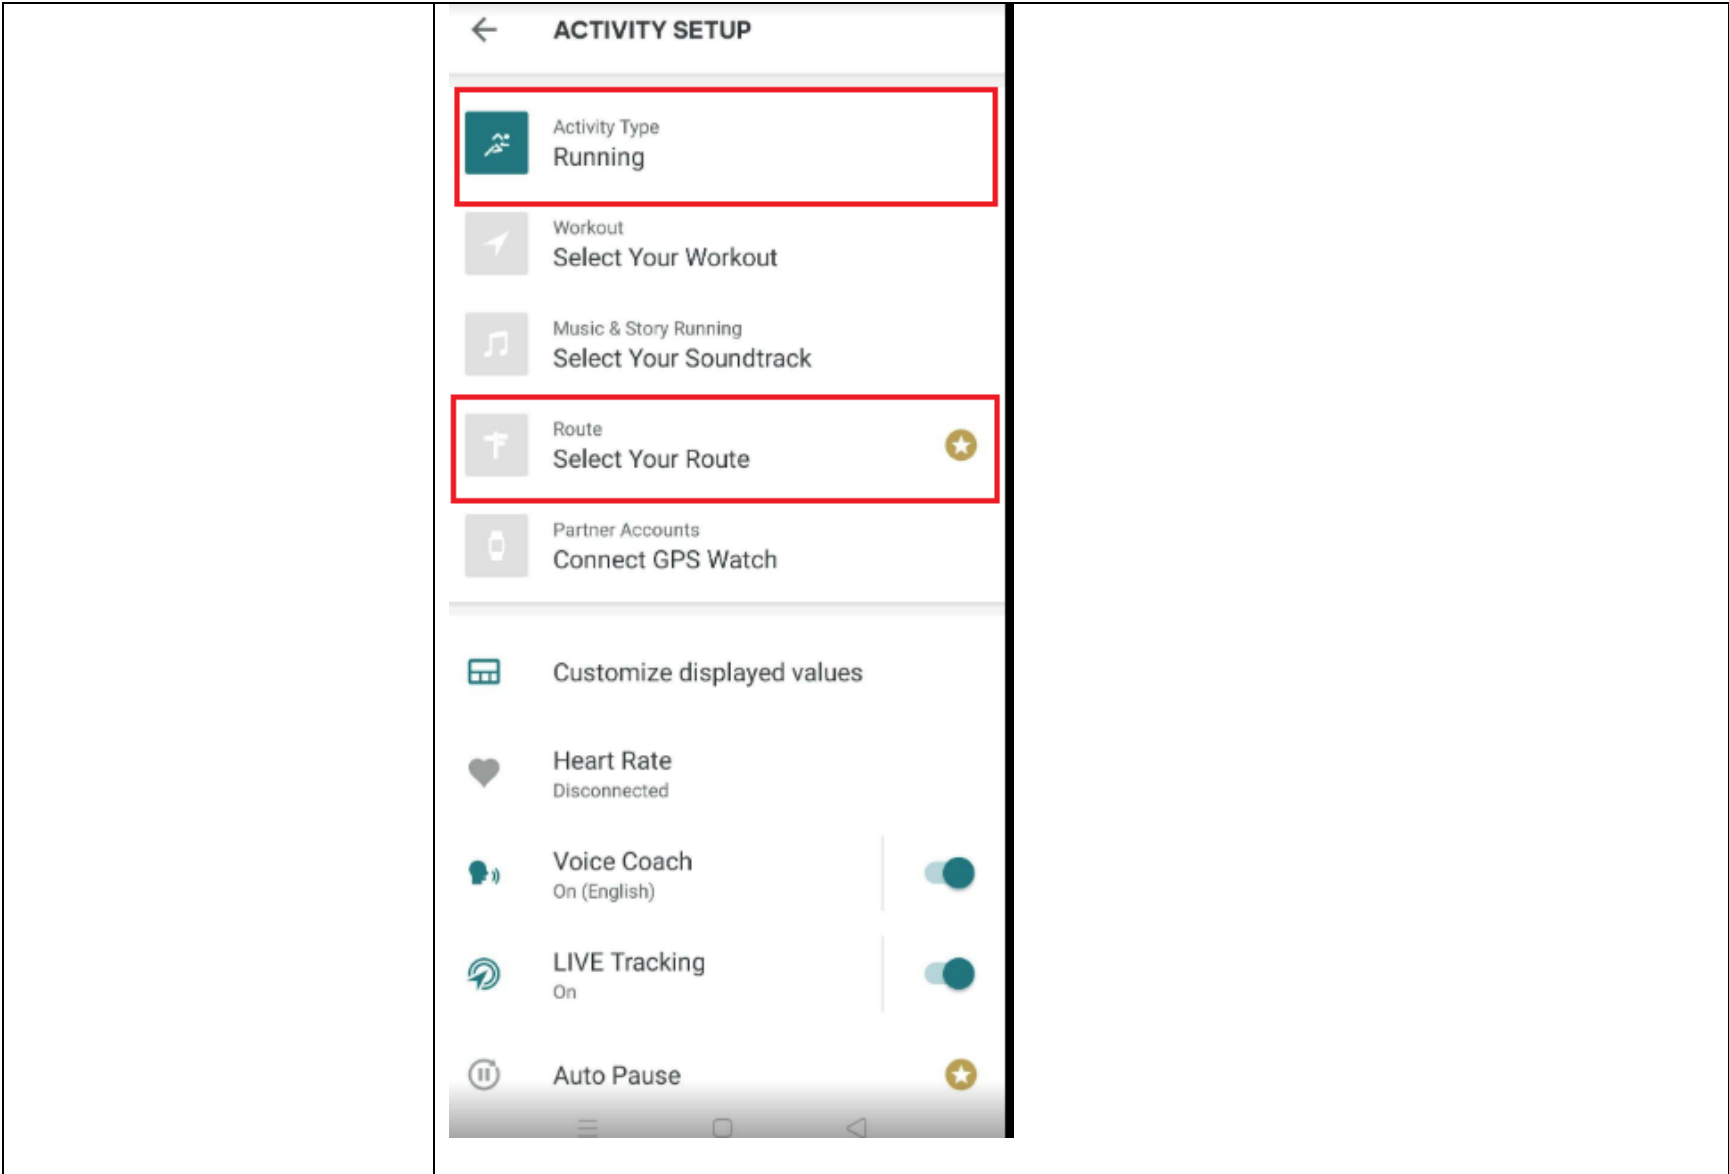 ACTIVITY SETUP
Activity Type
Running
Workout
Select Your Workout
Music & Story Running
Select Your Soundtrack
Route
Select Your Route
Partner Accounts
Connect GPS Watch
Customize displayed values
Heart Rate
Disconnected
Voice Coach
On (English)
LIVE Tracking
On
Auto Pause